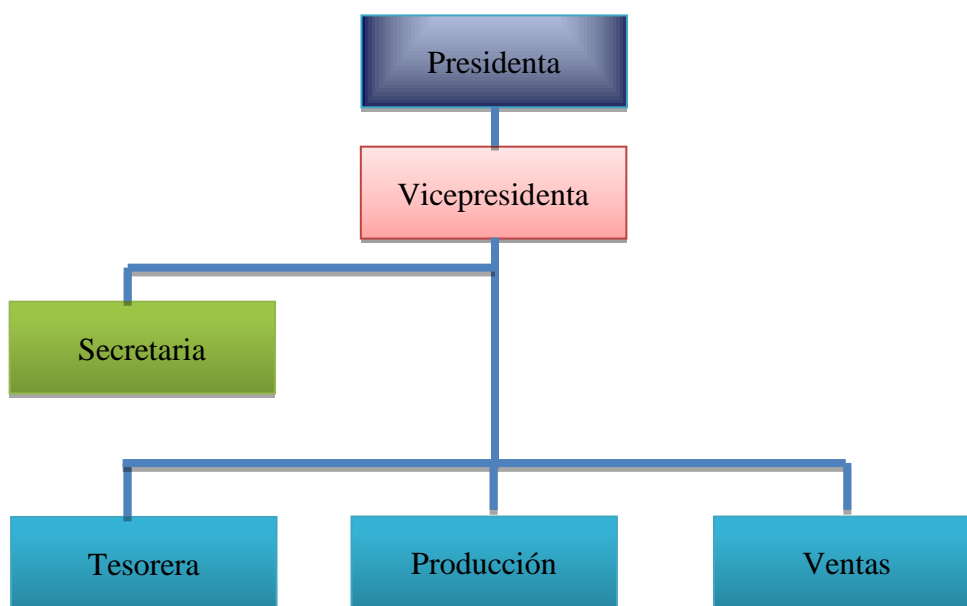 Presidenta
Vicepresidenta
Secretaria
Tesorera
Producción
Ventas